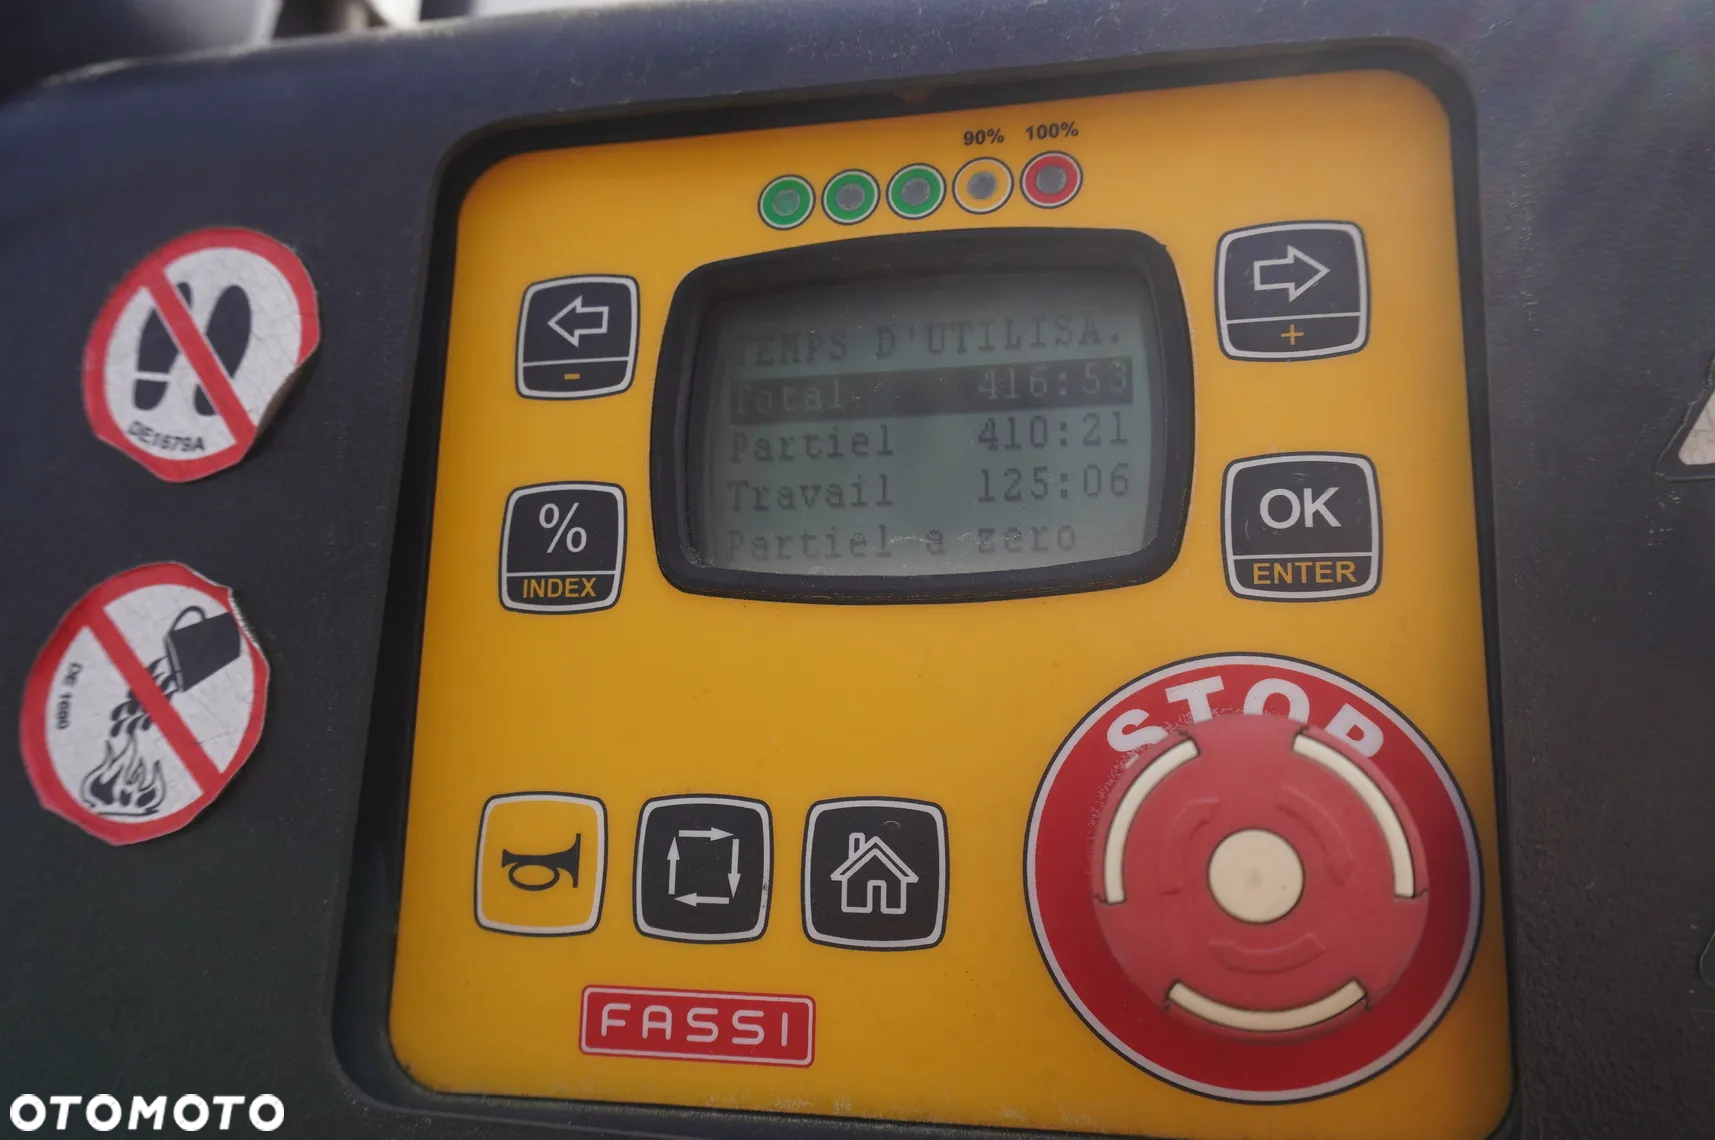 90% 100%
TEMPS D'UTILISA.
Total 416:53
Partiel 410:21
Travail 125:06
Partiel a zero
-
+
%
INDEX
OK
ENTER
STOP
FASSI
DE1679A
DE 1680
OTOMOTO